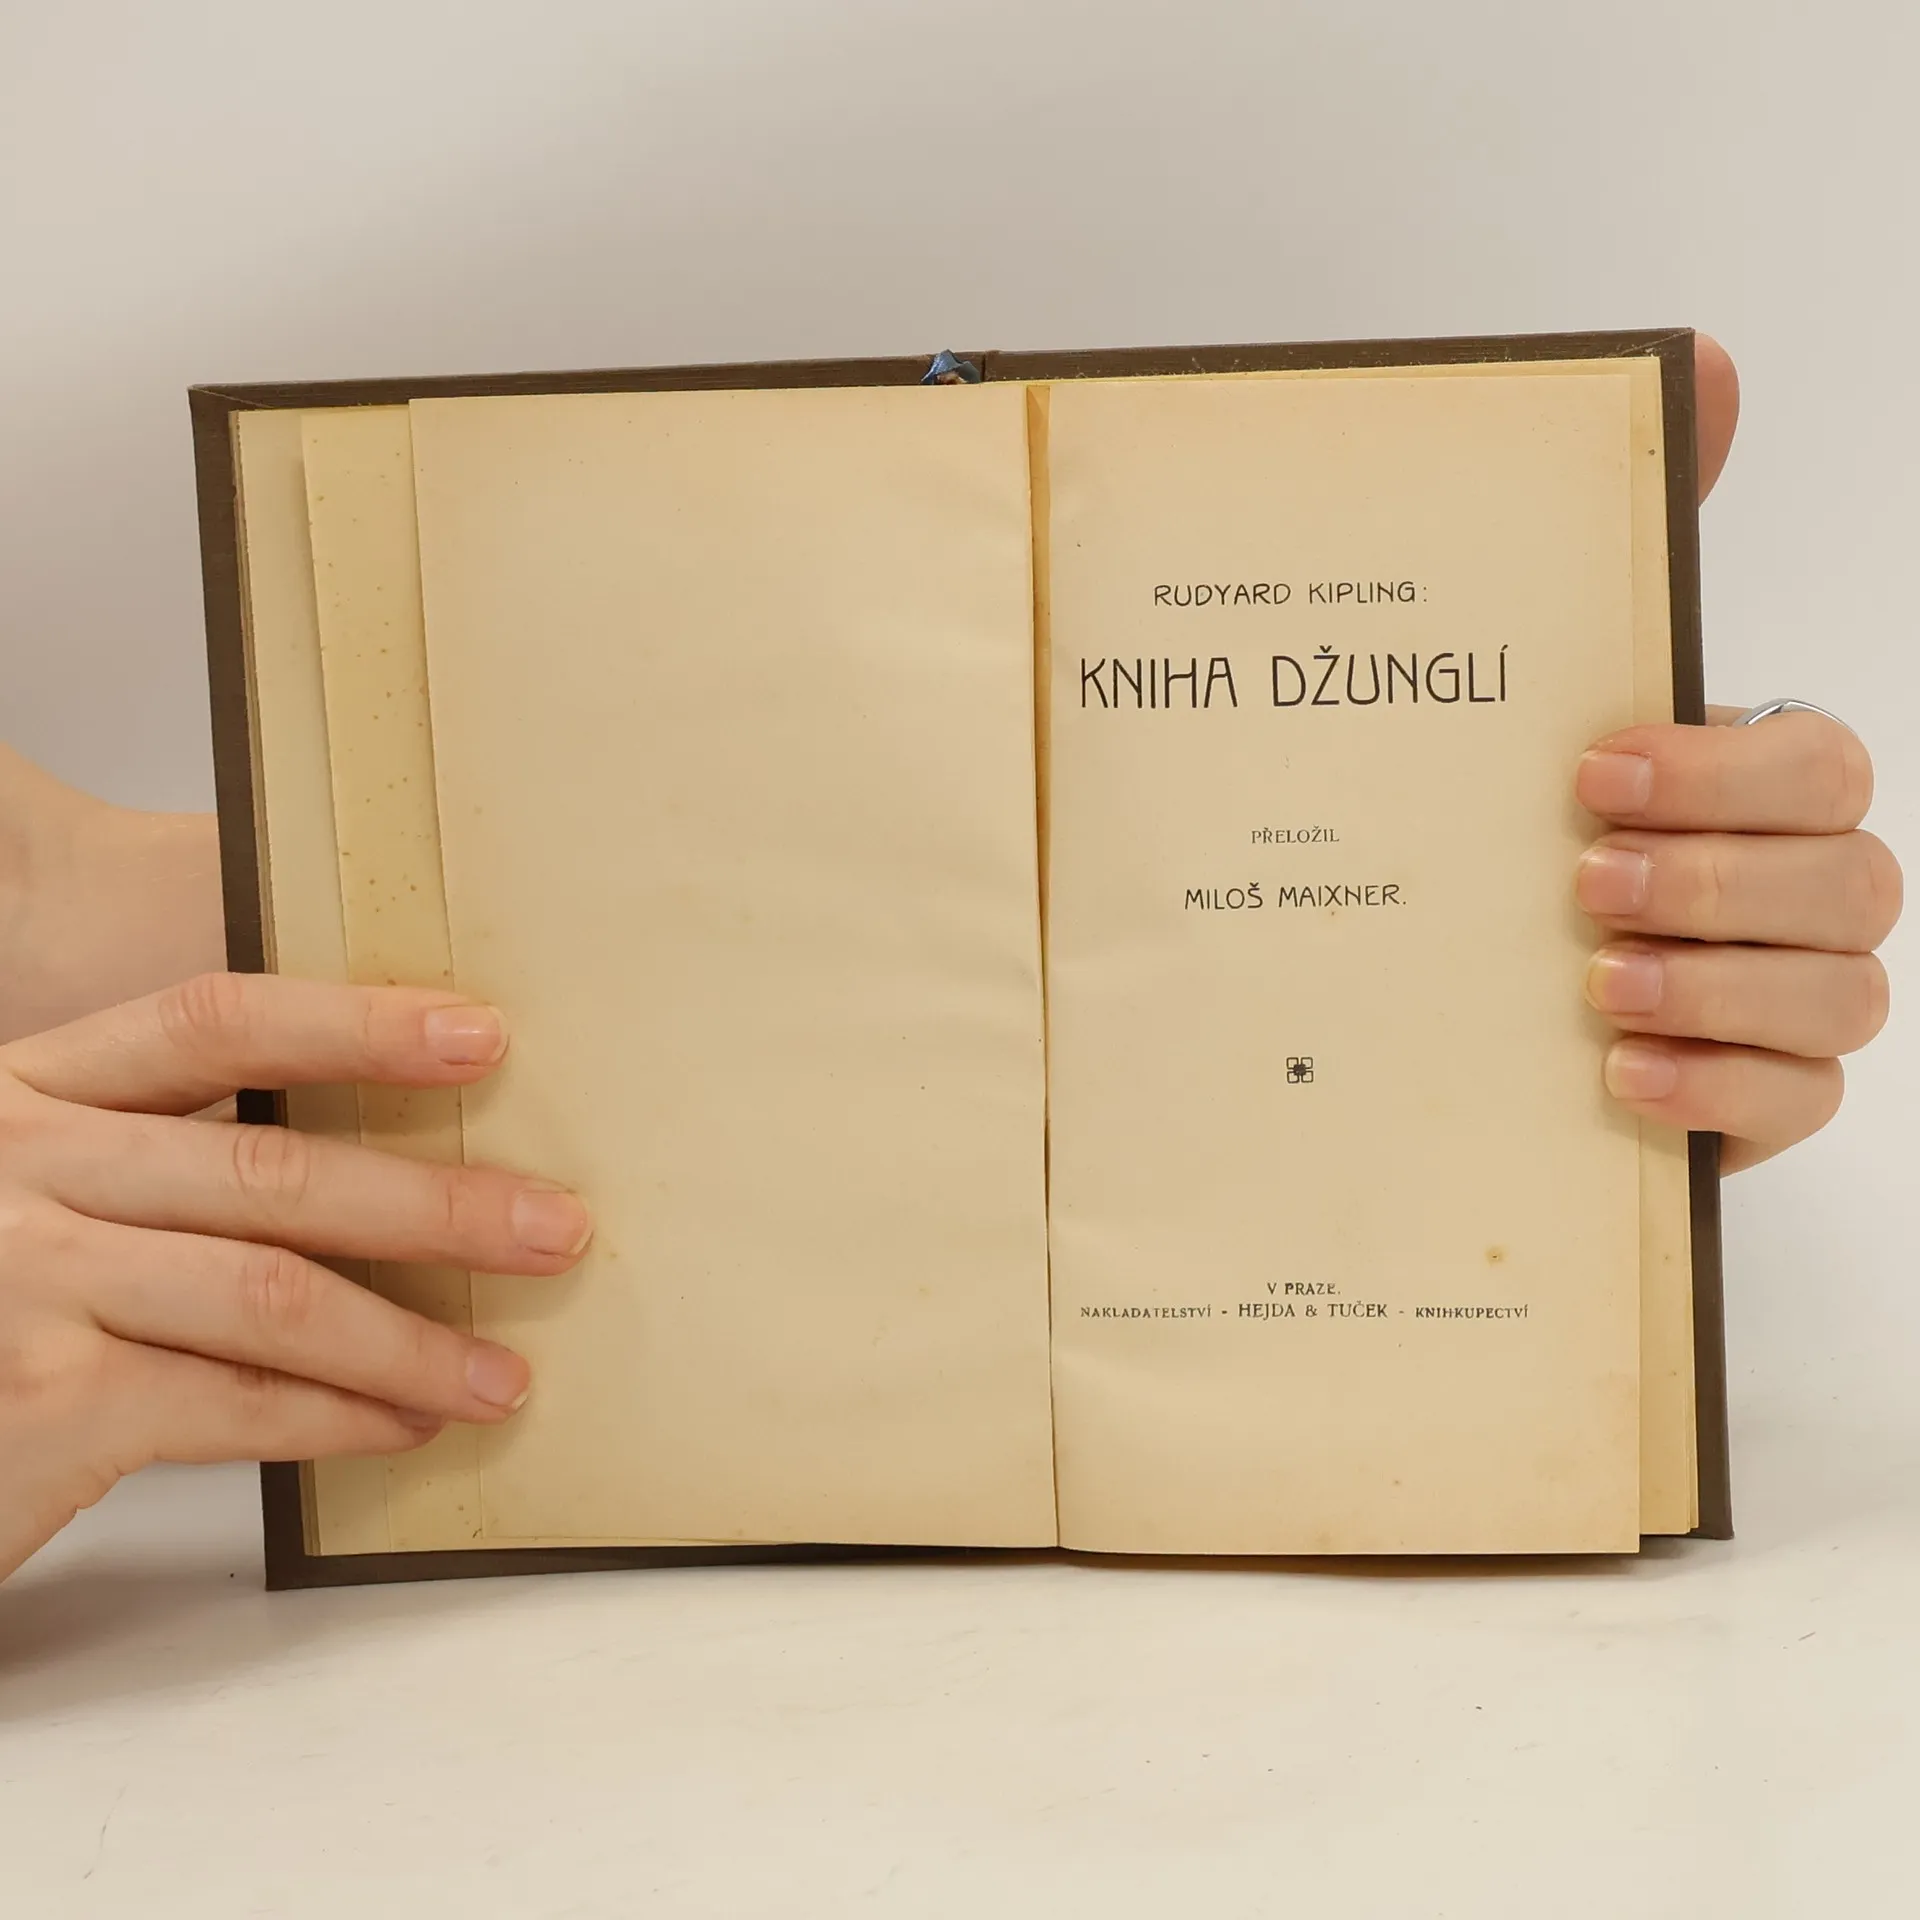 RUDYARD KIPLING:
KNIHA DŽUNGLÍ
PŘELOŽIL
MILOŠ MAIXNER.
V PRAZE.
NAKLADATELSTVÍ - HEJDA & TUČEK - KNIHKUPECTVÍ